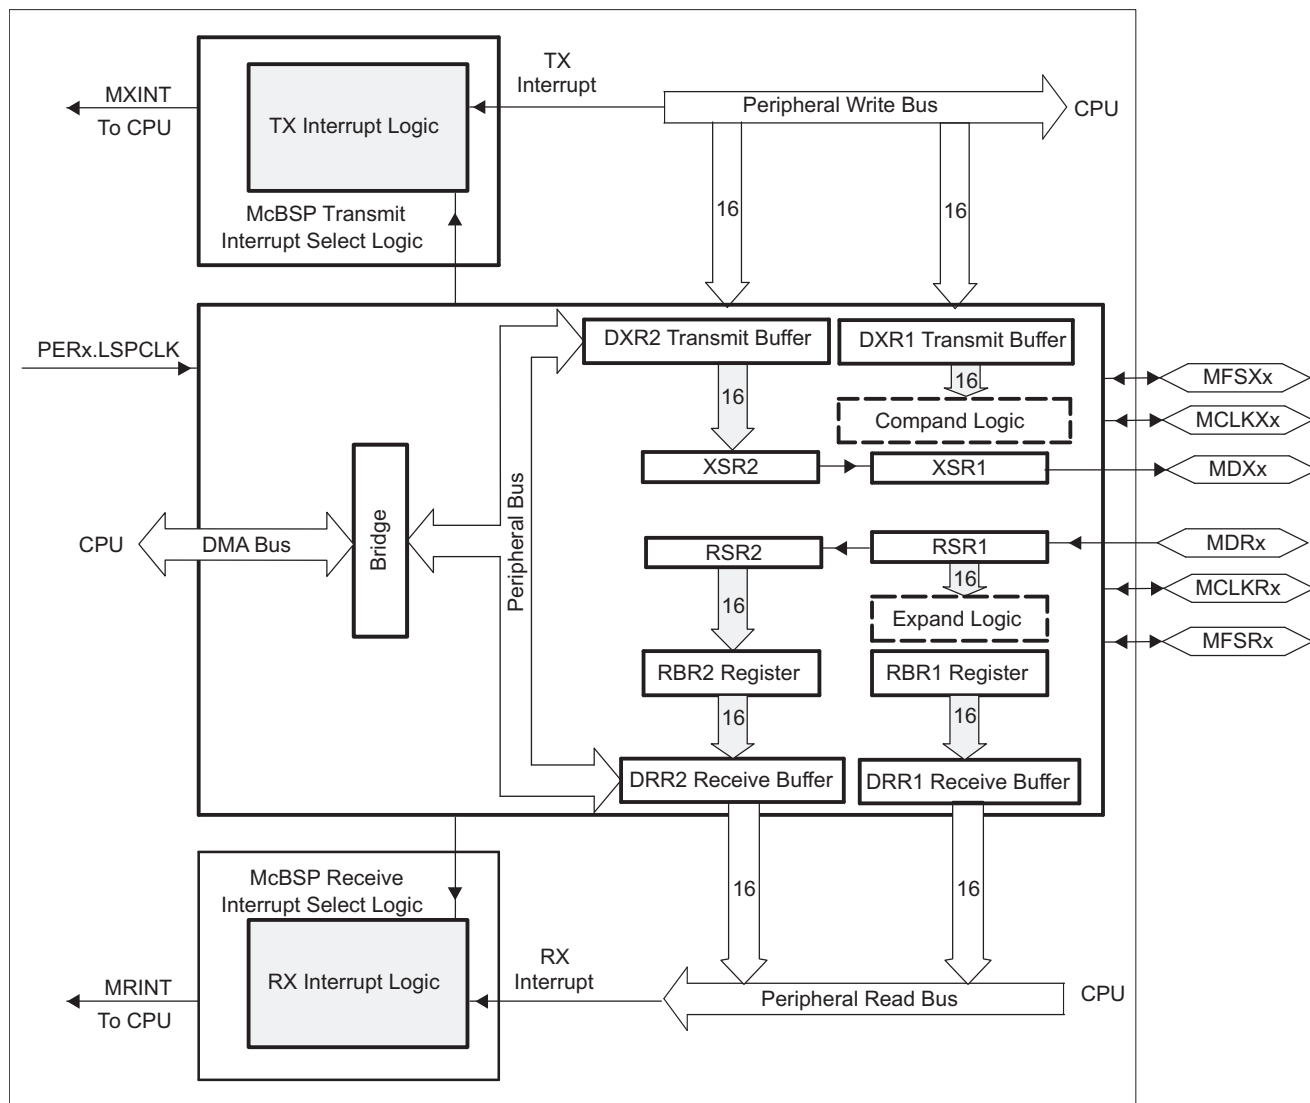 TX
Interrupt
MXINT
To CPU
TX Interrupt Logic
Peripheral Write Bus
CPU
McBSP Transmit
Interrupt Select Logic
16
16
PERx.LSPCLK
DXR2 Transmit Buffer
DXR1 Transmit Buffer
16
16
MFSXx
Compand Logic
MCLKXx
XSR2
XSR1
MDXx
CPU
DMA Bus
Bridge
Peripheral Bus
RSR2
RSR1
MDRx
16
16
MCLKRx
Expand Logic
MFSRx
RBR2 Register
RBR1 Register
16
16
DRR2 Receive Buffer
DRR1 Receive Buffer
McBSP Receive
Interrupt Select Logic
16
16
RX
Interrupt
MRINT
To CPU
RX Interrupt Logic
Peripheral Read Bus
CPU